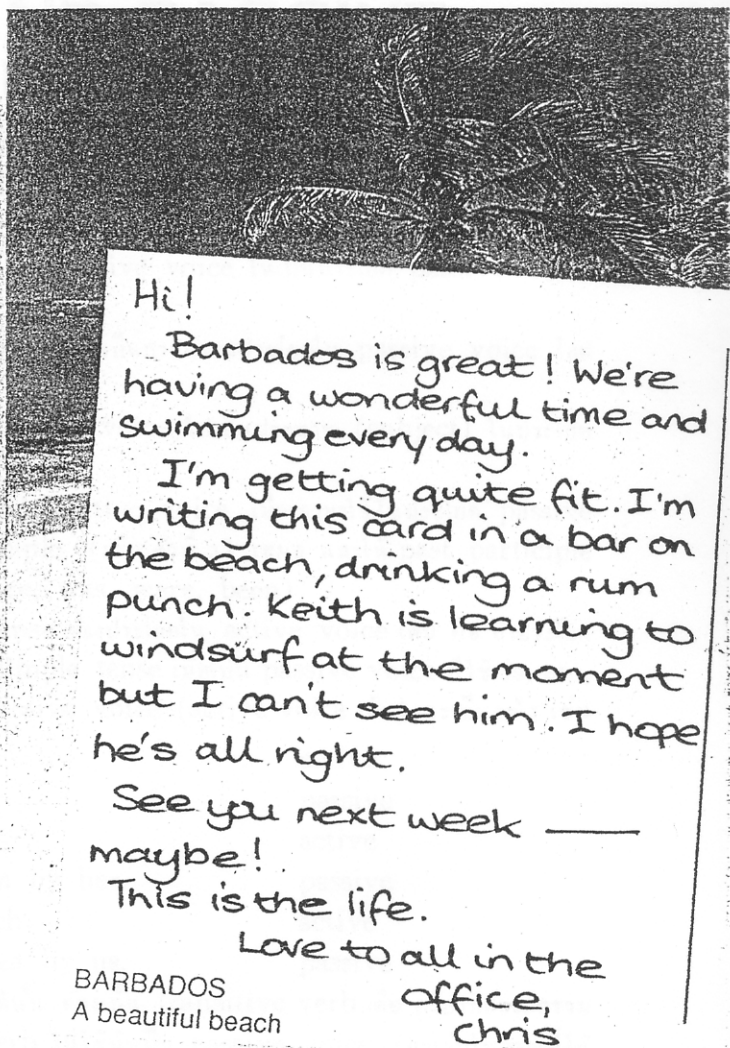 Hi!
Barbados is great! We're
having a wonderful time and
swimming every day.
I'm getting quite fit. I'm
writing this card in a bar on
the beach, drinking a rum
punch. Keith is learning to
windsurf at the moment
but I can't see him. I hope
he's all right.
See you next week —
maybe!
This is the life.
Love to all in the
office,
Chris
BARBADOS
A beautiful beach